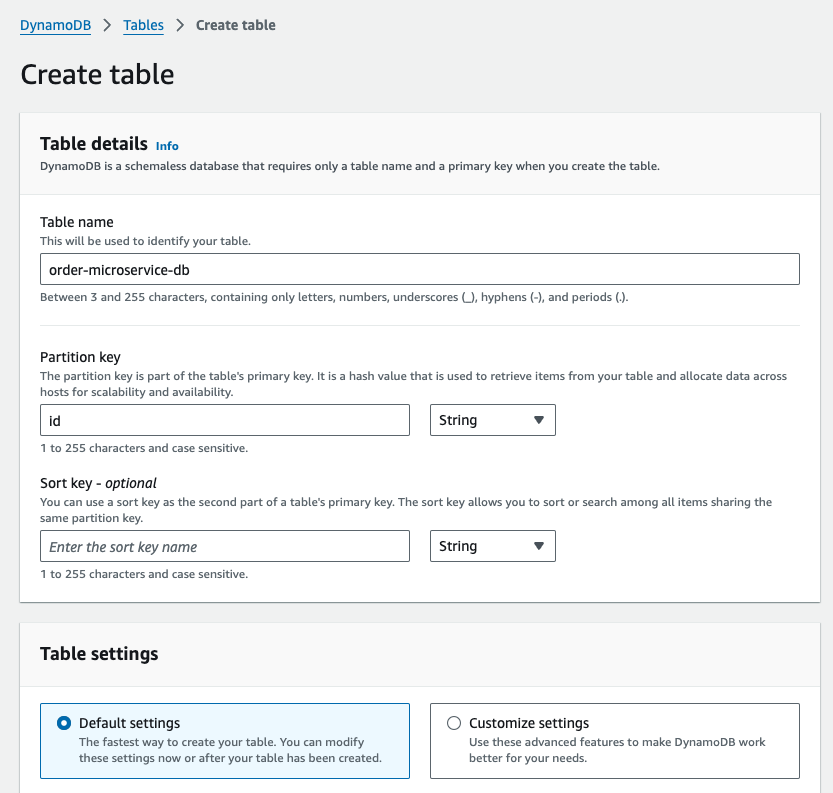 DynamoDB > Tables > Create table
Create table
Table details Info
DynamoDB is a schemaless database that requires only a table name and a primary key when you create the table.
Table name
This will be used to identify your table.
order-microservice-db
Between 3 and 255 characters, containing only letters, numbers, underscores (_), hyphens (-), and periods (.).
Partition key
The partition key is part of the table's primary key. It is a hash value that is used to retrieve items from your table and allocate data across
hosts for scalability and availability.
id String
1 to 255 characters and case sensitive.
Sort key - optional
You can use a sort key as the second part of a table's primary key. The sort key allows you to sort or search among all items sharing the
same partition key.
Enter the sort key name String
1 to 255 characters and case sensitive.
Table settings
Default settings
The fastest way to create your table. You can modify
these settings now or after your table has been created.
Customize settings
Use these advanced features to make DynamoDB work
better for your needs.